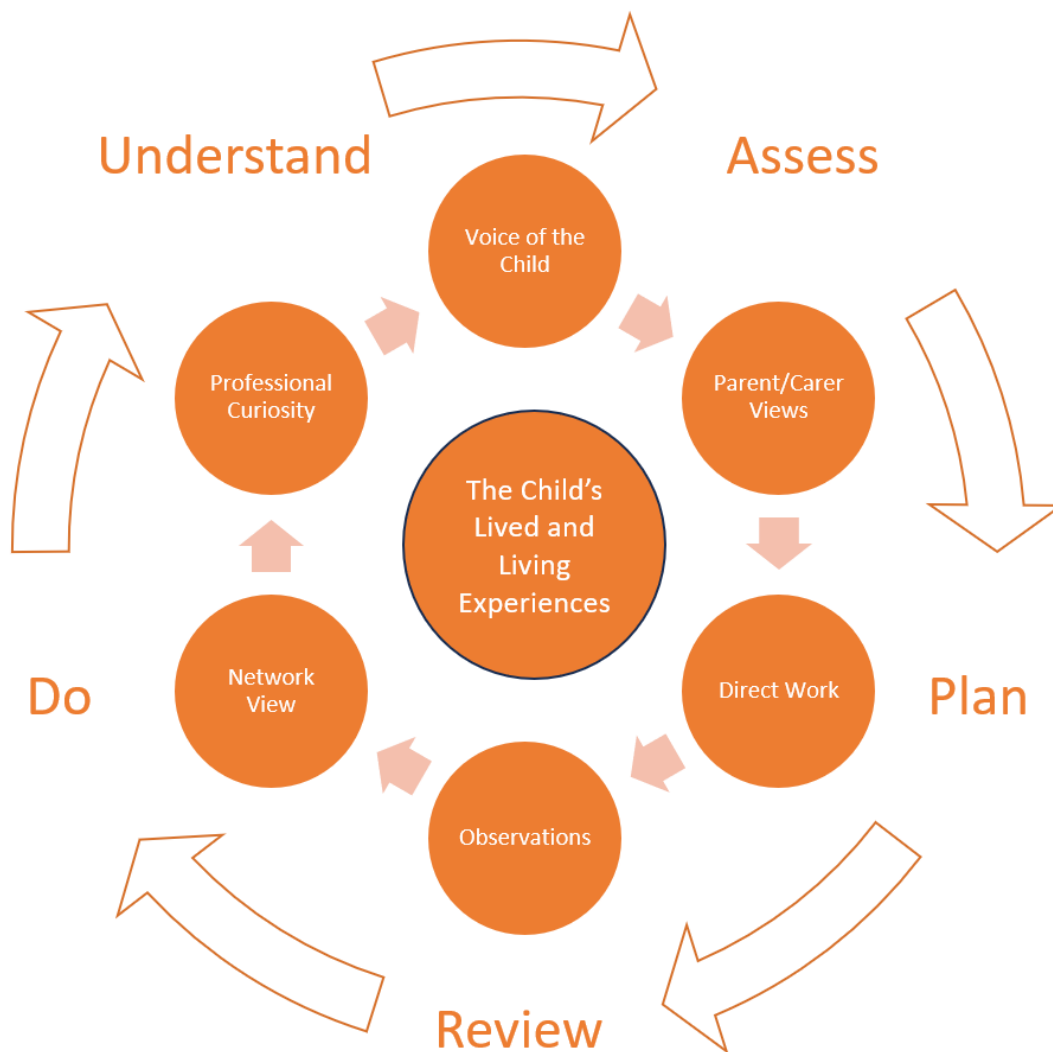 Understand
Assess
Voice of the
Child
Professional
Curiosity
Parent/Carer
Views
The Child’s
Lived and
Living
Experiences
Do
Network
View
Direct Work
Plan
Observations
Review